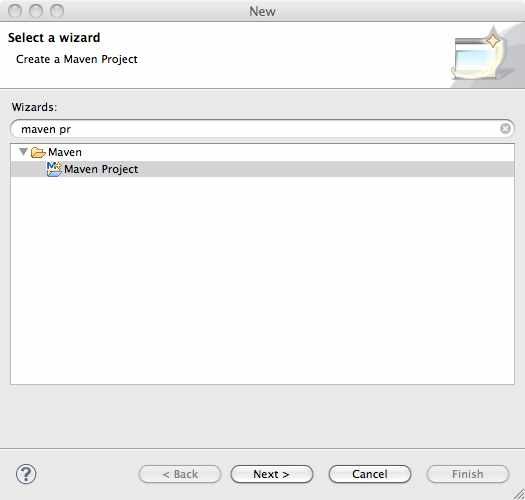 New
Select a wizard
Create a Maven Project
Wizards:
maven pr
Maven
Maven Project
?
< Back
Next >
Cancel
Finish